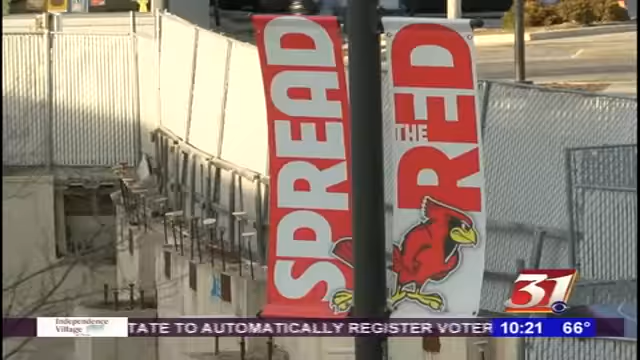 SPREAD
THE
RED
31
Independence
Village
TATE TO AUTOMATICALLY REGISTER VOTER
10:21 66°